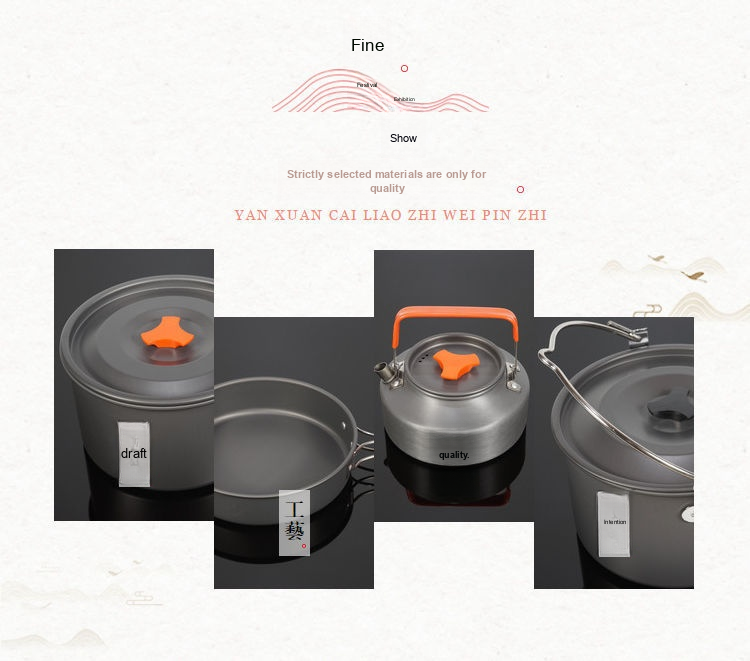 Fine
Festival
Exhibition
Show
Strictly selected materials are only for
quality
YAN XUAN CAI LIAO ZHI WEI PIN ZHI
draft
工藝
quality.
Intention